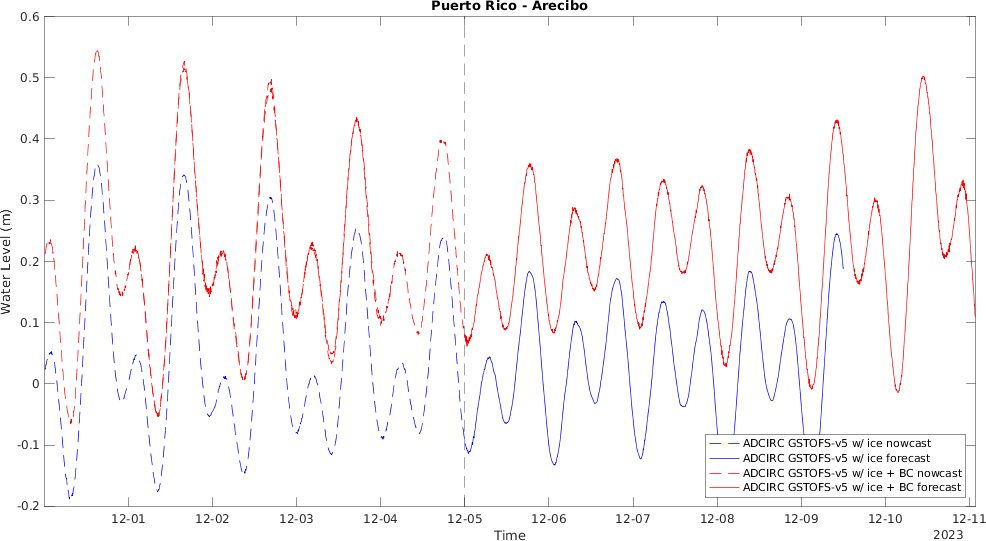 Puerto Rico - Arecibo
0.6
0.5
0.4
0.3
0.2
0.1
0
-0.1
-0.2
Water Level (m)
12-01 12-02 12-03 12-04 12-05 12-06 12-07 12-08 12-09 12-10 12-11
Time
2023
ADCIRC GSTOFS-v5 w/ ice nowcast
ADCIRC GSTOFS-v5 w/ ice forecast
ADCIRC GSTOFS-v5 w/ ice + BC nowcast
ADCIRC GSTOFS-v5 w/ ice + BC forecast